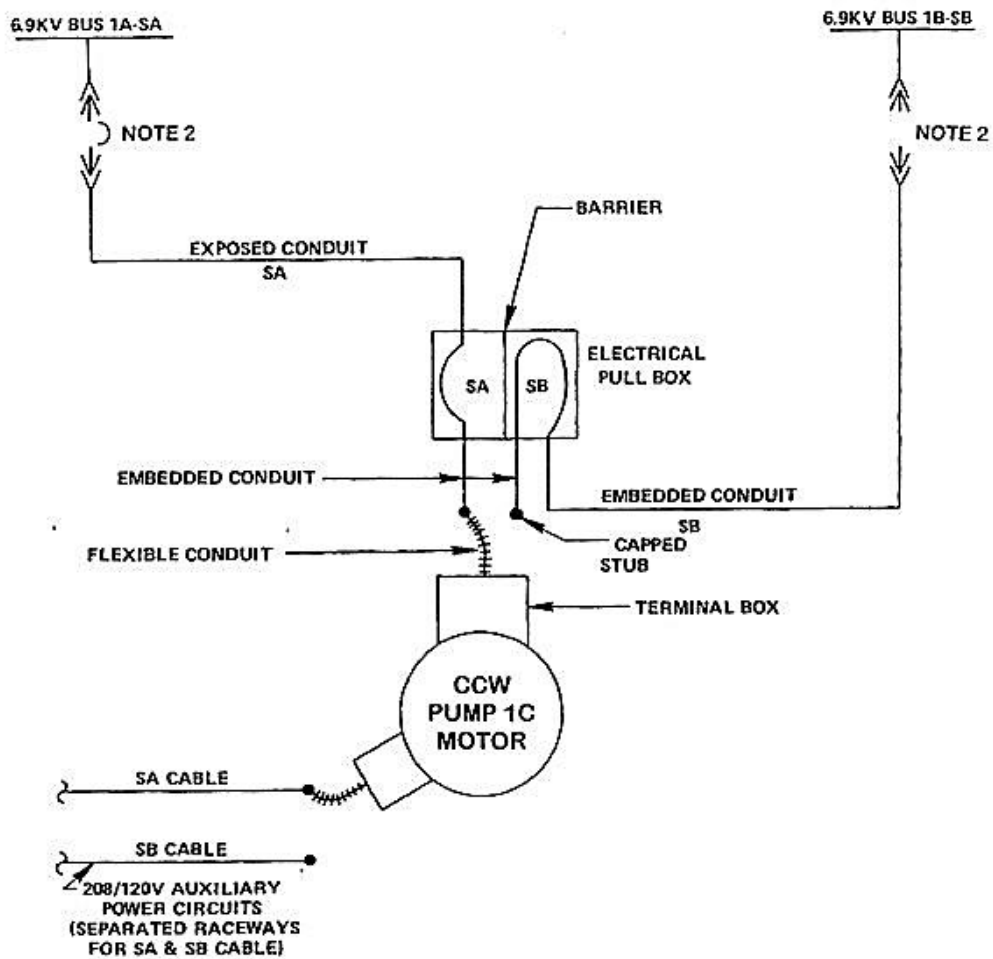 6.9KV BUS 1A-SA
6.9KV BUS 1B-SB
NOTE 2
NOTE 2
BARRIER
EXPOSED CONDUIT
SA
ELECTRICAL
PULL BOX
SA
SB
EMBEDDED CONDUIT
EMBEDDED CONDUIT
SB
CAPPED
STUB
FLEXIBLE CONDUIT
TERMINAL BOX
CCW
PUMP 1C
MOTOR
SA CABLE
SB CABLE
208/120V AUXILIARY
POWER CIRCUITS
(SEPARATED RACEWAYS
FOR SA & SB CABLE)